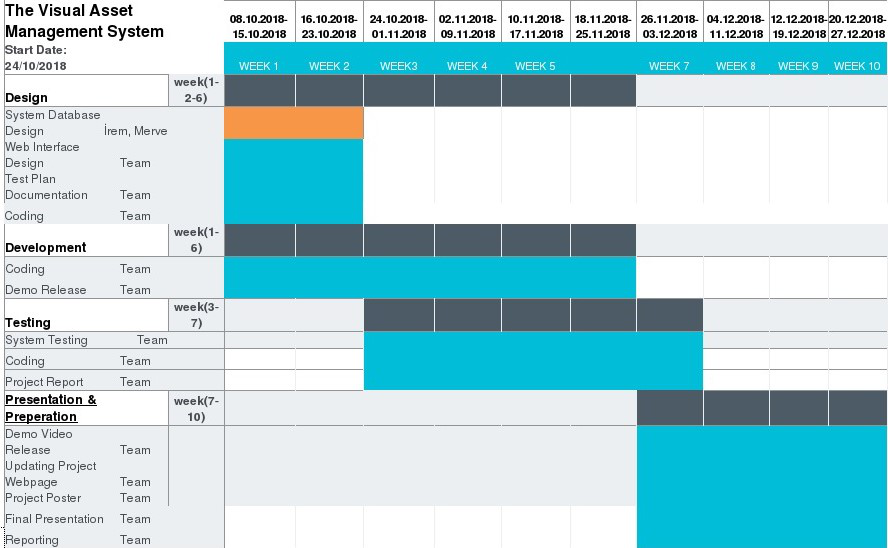 The Visual Asset
Management System
08.10.2018-
15.10.2018
16.10.2018-
23.10.2018
24.10.2018-
01.11.2018
02.11.2018-
09.11.2018
10.11.2018-
17.11.2018
18.11.2018-
25.11.2018
26.11.2018-
03.12.2018
04.12.2018-
11.12.2018
12.12.2018-
19.12.2018
20.12.2018-
27.12.2018
Start Date:
24/10/2018
WEEK 1 WEEK 2 WEEK3 WEEK 4 WEEK 5 WEEK 7 WEEK 8 WEEK 9 WEEK 10
Design
week(1-
2-6)
System Database
Design İrem, Merve
Web Interface
Design Team
Test Plan
Documentation Team
Coding Team
Development
week(1-
6)
Coding Team
Demo Release Team
Testing
week(3-
7)
System Testing Team
Coding Team
Project Report Team
Presentation &
Preperation
week(7-
10)
Demo Video
Release Team
Updating Project
Webpage Team
Project Poster Team
Final Presentation Team
Reporting Team